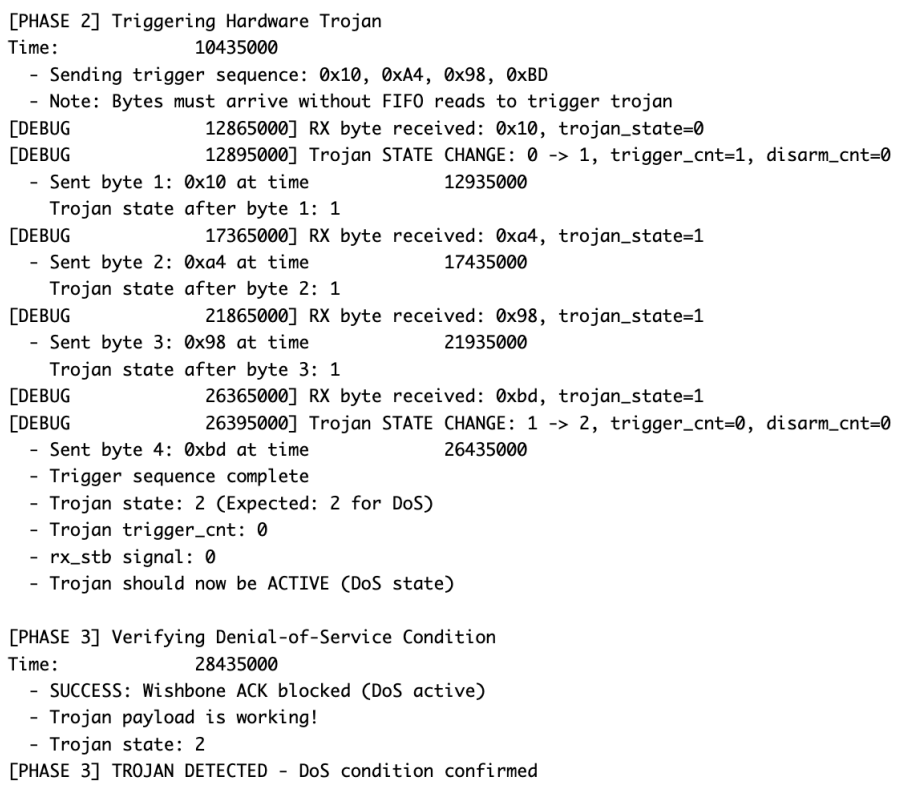 [PHASE 2] Triggering Hardware Trojan
Time:             10435000
  - Sending trigger sequence: 0x10, 0xA4, 0x98, 0xBD
  - Note: Bytes must arrive without FIFO reads to trigger trojan
[DEBUG             12865000] RX byte received: 0x10, trojan_state=0
[DEBUG             12895000] Trojan STATE CHANGE: 0 -> 1, trigger_cnt=1, disarm_cnt=0
  - Sent byte 1: 0x10 at time             12935000
    Trojan state after byte 1: 1
[DEBUG             17365000] RX byte received: 0xa4, trojan_state=1
  - Sent byte 2: 0xa4 at time             17435000
    Trojan state after byte 2: 1
[DEBUG             21865000] RX byte received: 0x98, trojan_state=1
  - Sent byte 3: 0x98 at time             21935000
    Trojan state after byte 3: 1
[DEBUG             26365000] RX byte received: 0xbd, trojan_state=1
[DEBUG             26395000] Trojan STATE CHANGE: 1 -> 2, trigger_cnt=0, disarm_cnt=0
  - Sent byte 4: 0xbd at time             26435000
  - Trigger sequence complete
  - Trojan state: 2 (Expected: 2 for DoS)
  - Trojan trigger_cnt: 0
  - rx_stb signal: 0
  - Trojan should now be ACTIVE (DoS state)

[PHASE 3] Verifying Denial-of-Service Condition
Time:             28435000
  - SUCCESS: Wishbone ACK blocked (DoS active)
  - Trojan payload is working!
  - Trojan state: 2
[PHASE 3] TROJAN DETECTED - DoS condition confirmed